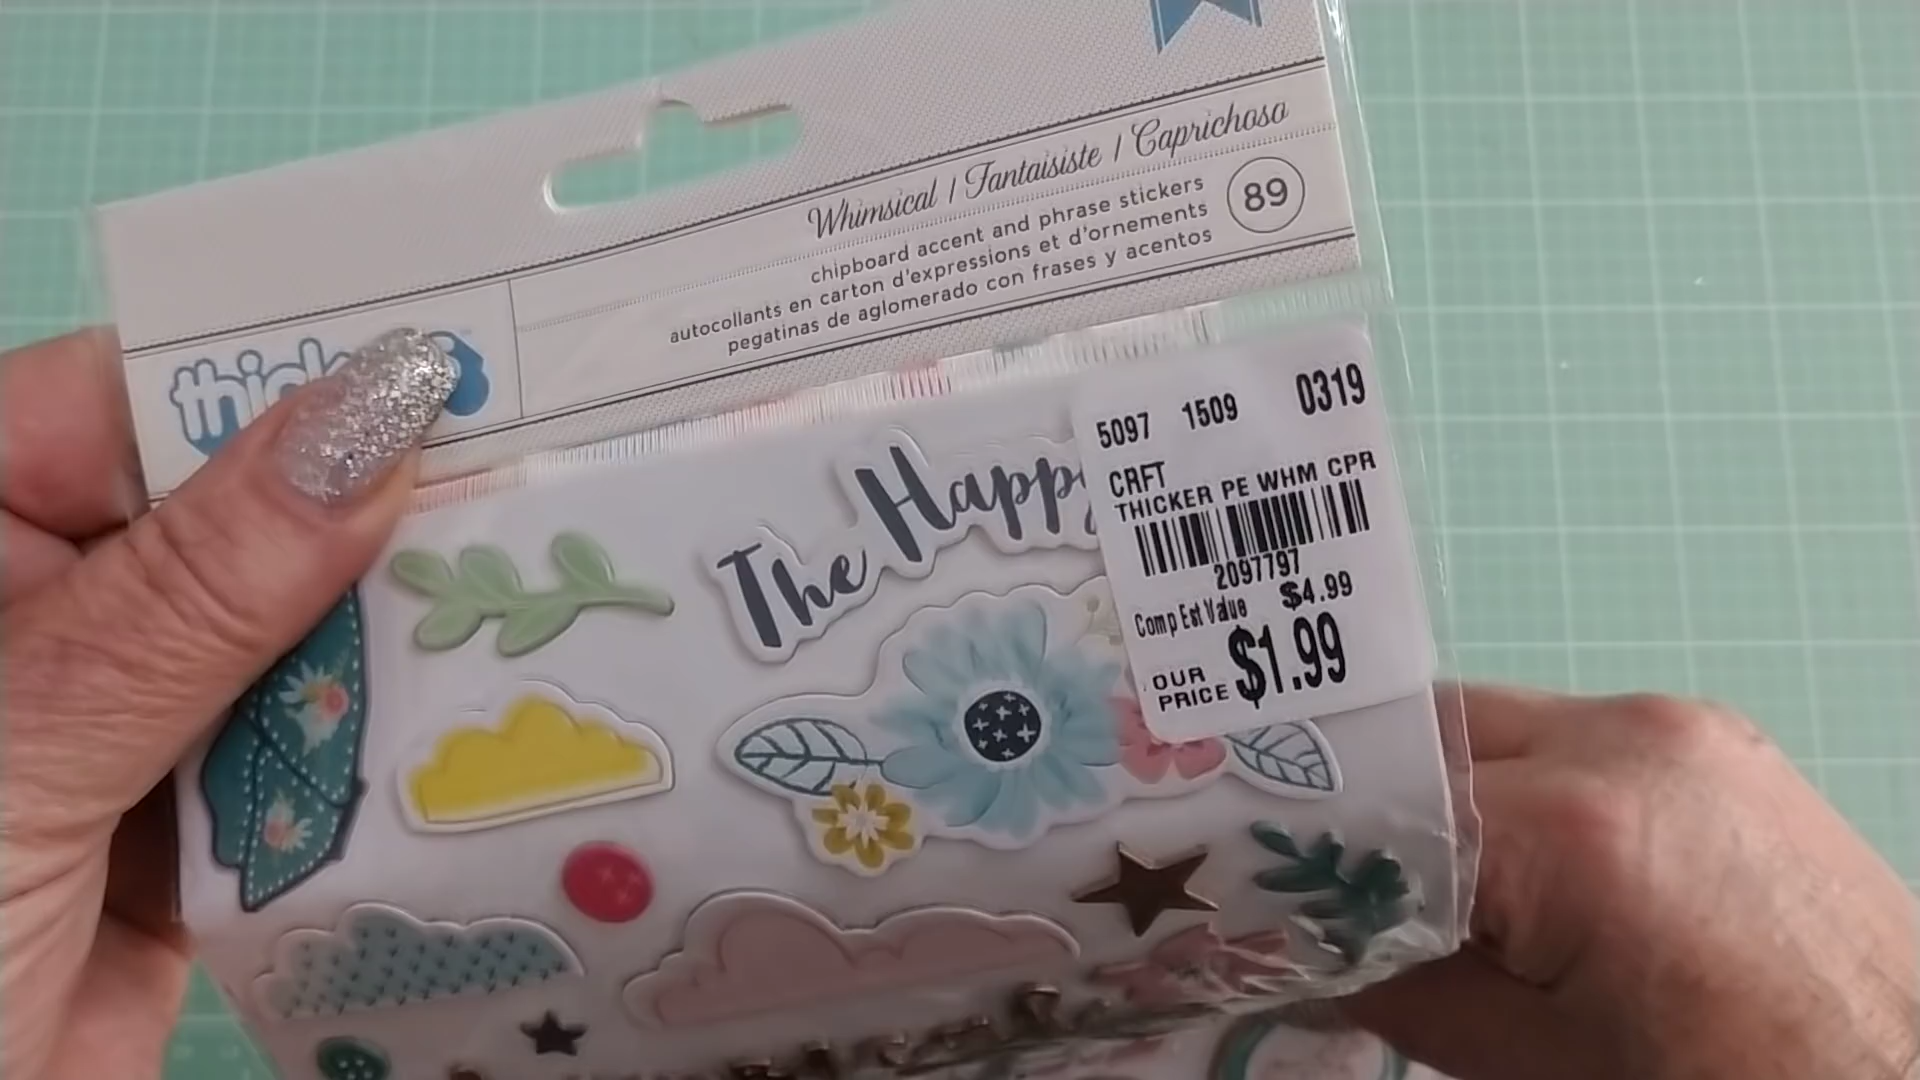 Whimsical / Fantaisiste / Caprichoso
chipboard accent and phrase stickers
autocollants en carton d'expressions et d'ornements
pegatinas de aglomerado con frases y acentos
89
The Happy
5097 1509 0319
CRFT
THICKER PE WHM CPR
2097797
Comp Est Value $4.99
OUR PRICE $1.99